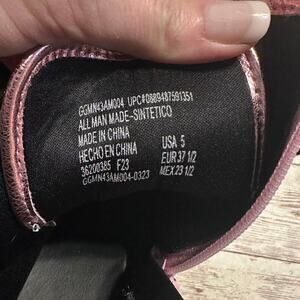 GGMN43AM004 UPC#0889487591351
ALL MAN MADE-SINTETICO
MADE IN CHINA
HECHO EN CHINA
36200385 F23
GGMN43AM004-0323
USA 5
EUR 37 1/2
MEX 23 1/2